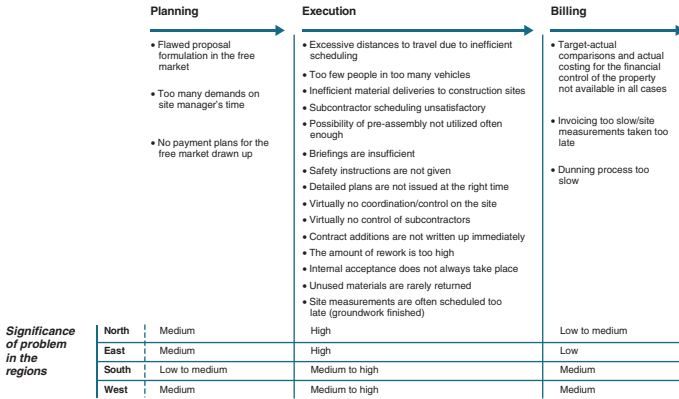 Planning
Execution
Billing
• Flawed proposal
formulation in the free
market
• Too many demands on
site manager's time
• No payment plans for the
free market drawn up
• Excessive distances to travel due to inefficient
scheduling
• Too few people in too many vehicles
• Inefficient material deliveries to construction sites
• Subcontractor scheduling unsatisfactory
• Possibility of pre-assembly not utilized often
enough
• Briefings are insufficient
• Safety instructions are not given
• Detailed plans are not issued at the right time
• Virtually no coordination/control on the site
• Virtually no control of subcontractors
• Contract additions are not written up immediately
• The amount of rework is too high
• Internal acceptance does not always take place
• Unused materials are rarely returned
• Site measurements are often scheduled too
late (groundwork finished)
• Target-actual
comparisons and actual
costing for the financial
control of the property
not available in all cases
• Invoicing too slow/site
measurements taken too
late
• Dunning process too
slow
Significance
of problem
in the
regions
North Medium High Low to medium
East Medium High Low
South Low to medium Medium to high Medium
West Medium Medium to high Medium